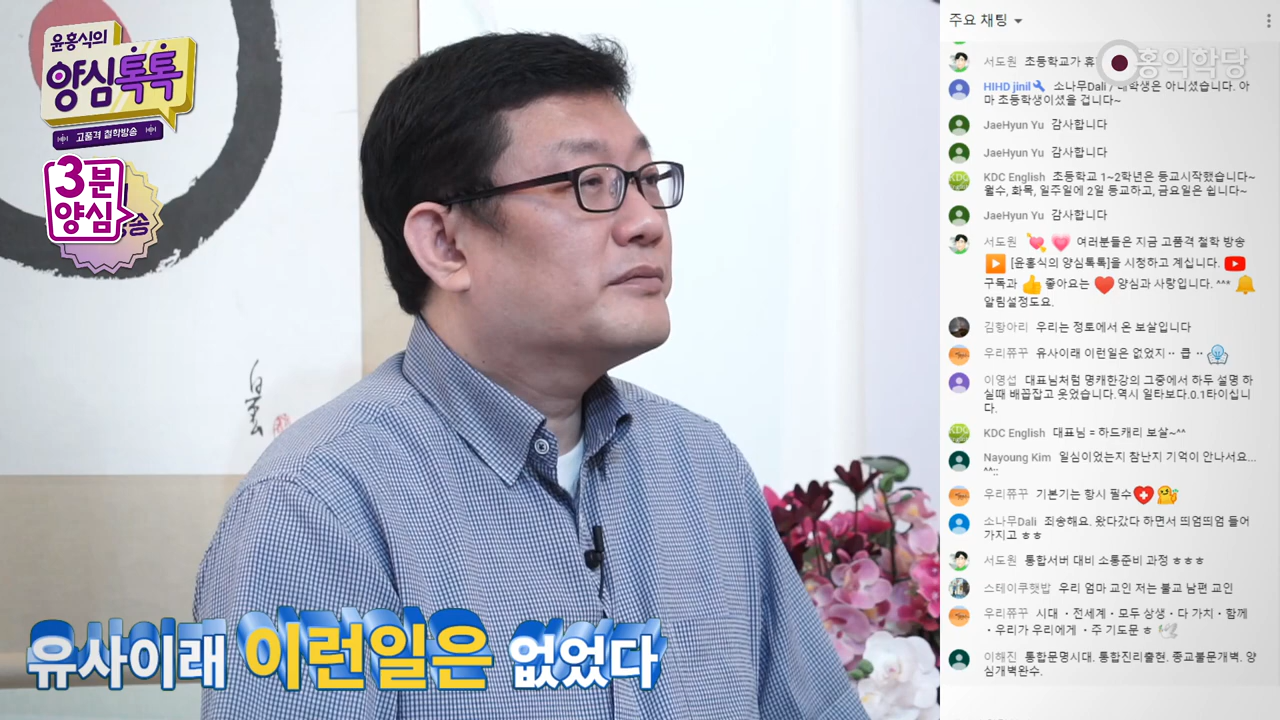 윤홍식의
양심톡톡
고품격 철학방송
3분
양심
송
유사이래 이런일은 없었다
주요 채팅
홍익학당
서도원 초등학교가 휴
HIHD jinil 소나무Dali / 대학생은 아니셨습니다. 아
마 초등학생이셨을 겁니다~
JaeHyun Yu 감사합니다
JaeHyun Yu 감사합니다
KDC English 초등학교 1~2학년은 등교시작했습니다~
월수, 화목, 일주일에 2일 등교하고, 금요일은 쉽니다~
JaeHyun Yu 감사합니다
서도원 💘 💗 여러분들은 지금 고품격 철학 방송
▶️ [윤홍식의 양심톡톡]을 시청하고 계십니다.
구독과 👍 좋아요는 ❤️ 양심과 사랑입니다. ^^* 🔔
알림설정도요.
김항아리 우리는 정토에서 온 보살입니다
우리쮸꾸 유사이래 이런일은 없었지‥ 큽 ‥
이영섭 대표님처럼 명캐한강의 그중에서 하두 설명 하
실때 배꼽잡고 웃었습니다.역시 일타보다.0.1타이십니
다.
KDC English 대표님 = 하드캐리 보살~^^
Nayoung Kim 일심이었는지 참난지 기억이 안나서요...
^^;;
우리쮸꾸 기본기는 항시 필수
소나무Dali 죄송해요. 왔다갔다 하면서 띄엄띄엄 들어
가지고 ㅎㅎ
서도원 통합서버 대비 소통준비 과정 ㅎㅎㅎ
스테이쿠햇밥 우리 엄마 교인 저는 불교 남편 교인
우리쮸꾸 시대・전세계・모두 상생・다 가치・함께
・우리가 우리에게 ・주 기도문 ㅎ
이해진 통합문명시대. 통합진리출현. 종교불문개벽. 양
심개벽완수.